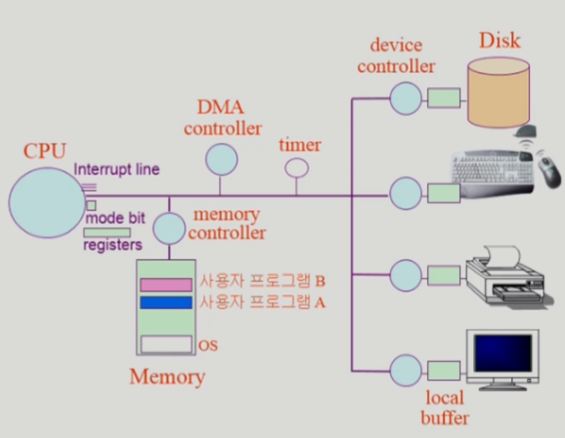 device
controller
Disk
DMA
controller
timer
CPU
Interrupt line
mode bit
registers
memory
controller
사용자 프로그램 B
사용자 프로그램 A
OS
Memory
local
buffer